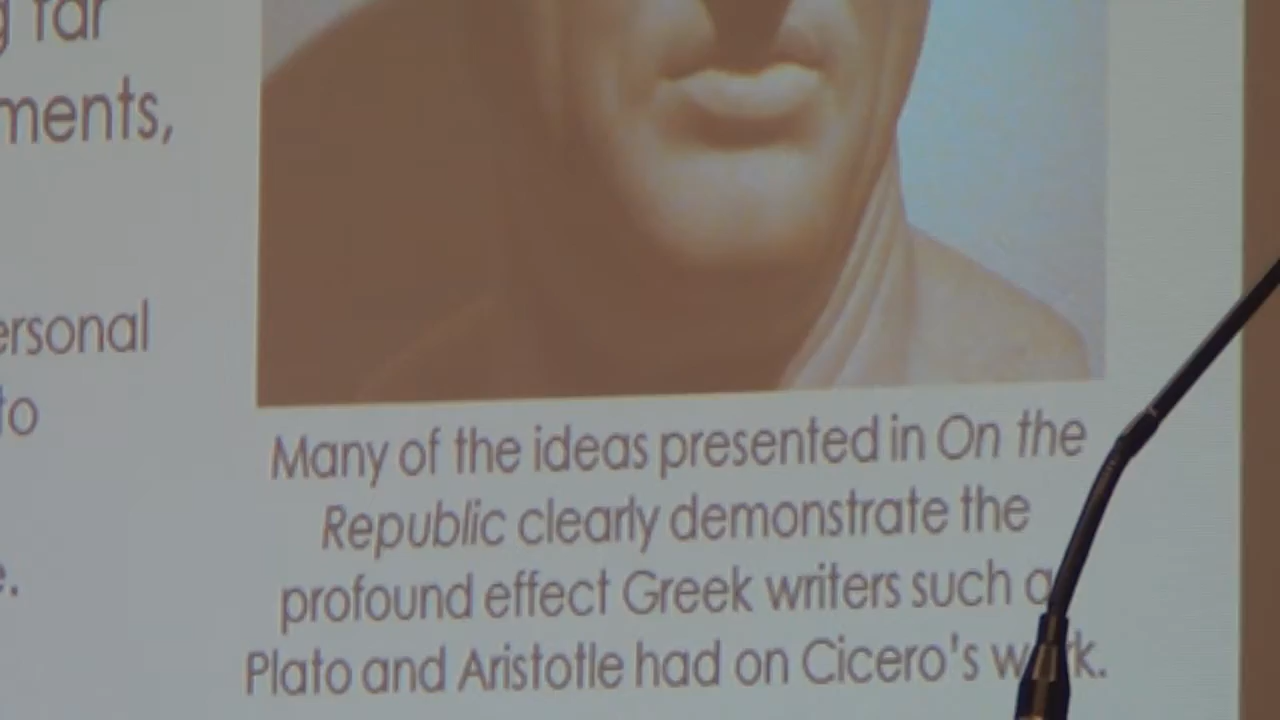 far
ments,
ersonal
to
e.
Many of the ideas presented in On the
Republic clearly demonstrate the
profound effect Greek writers such a
Plato and Aristotle had on Cicero's w rk.